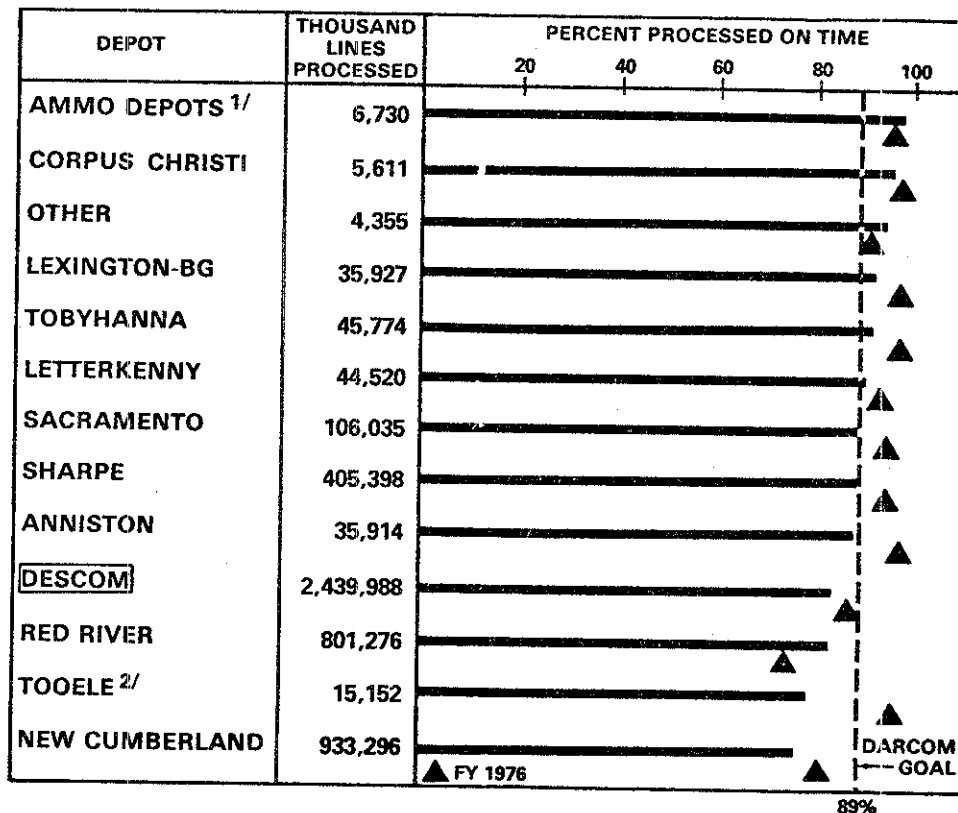 DEPOT THOUSAND LINES PROCESSED PERCENT PROCESSED ON TIME
20 40 60 80 100
AMMO DEPOTS 1/ 6,730
CORPUS CHRISTI 5,611
OTHER 4,355
LEXINGTON-BG 35,927
TOBYHANNA 45,774
LETTERKENNY 44,520
SACRAMENTO 106,035
SHARPE 405,398
ANNISTON 35,914
DESCOM 2,439,988
RED RIVER 801,276
TOOELE 2/ 15,152
NEW CUMBERLAND 933,296
DARCOM
GOAL
▲ FY 1976
89%